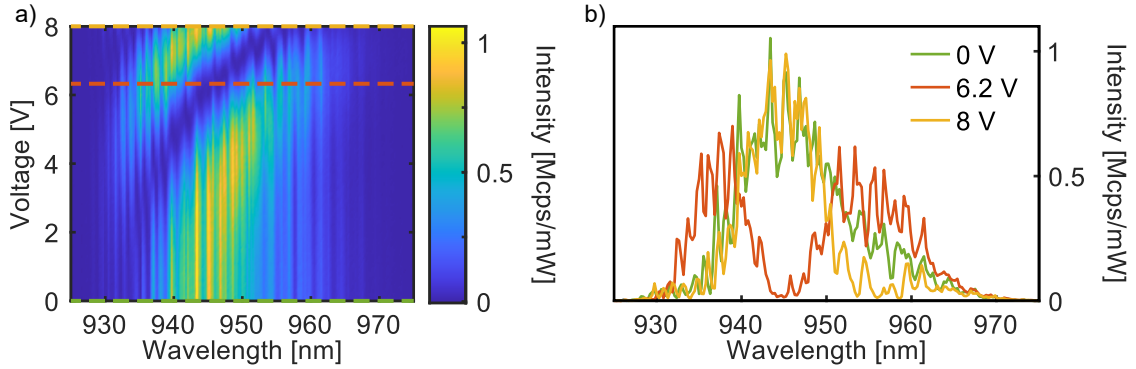 a)
8
6
4
2
0
Voltage [V]
930 940 950 960 970
Wavelength [nm]
1
0.5
0
Intensity [Mcps/mW]
b)
0 V
6.2 V
8 V
930 940 950 960 970
Wavelength [nm]
1
0.5
0
Intensity [Mcps/mW]